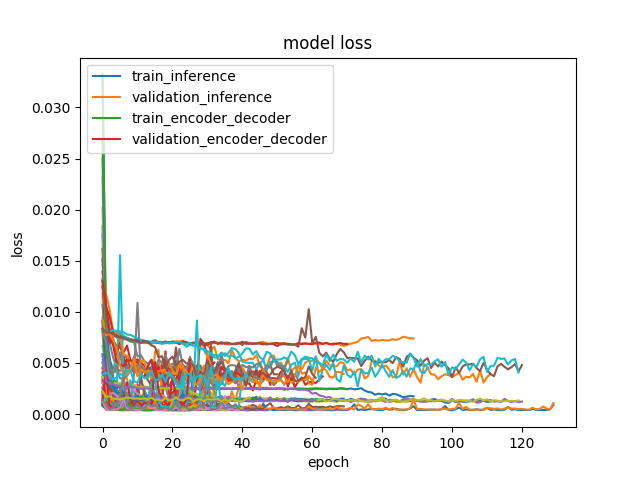 model loss
train_inference
validation_inference
train_encoder_decoder
validation_encoder_decoder
0.030
0.025
0.020
0.015
0.010
0.005
0.000
loss
0 20 40 60 80 100 120
epoch